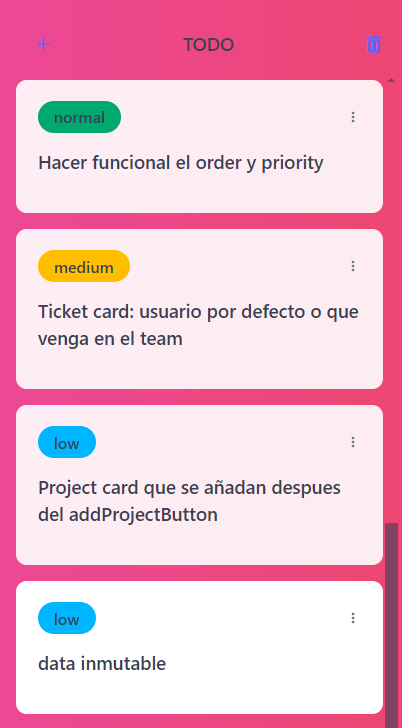 TODO
normal
Hacer funcional el order y priority
medium
Ticket card: usuario por defecto o que
venga en el team
low
Project card que se añadan despues
del addProjectButton
low
data inmutable